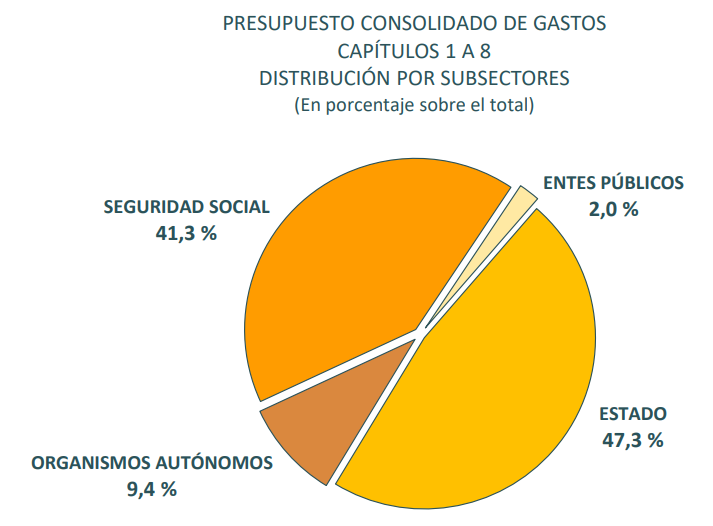 PRESUPUESTO CONSOLIDADO DE GASTOS
CAPÍTULOS 1 A 8
DISTRIBUCIÓN POR SUBSECTORES
(En porcentaje sobre el total)
ENTES PÚBLICOS
2,0 %
SEGURIDAD SOCIAL
41,3 %
ESTADO
47,3 %
ORGANISMOS AUTÓNOMOS
9,4 %